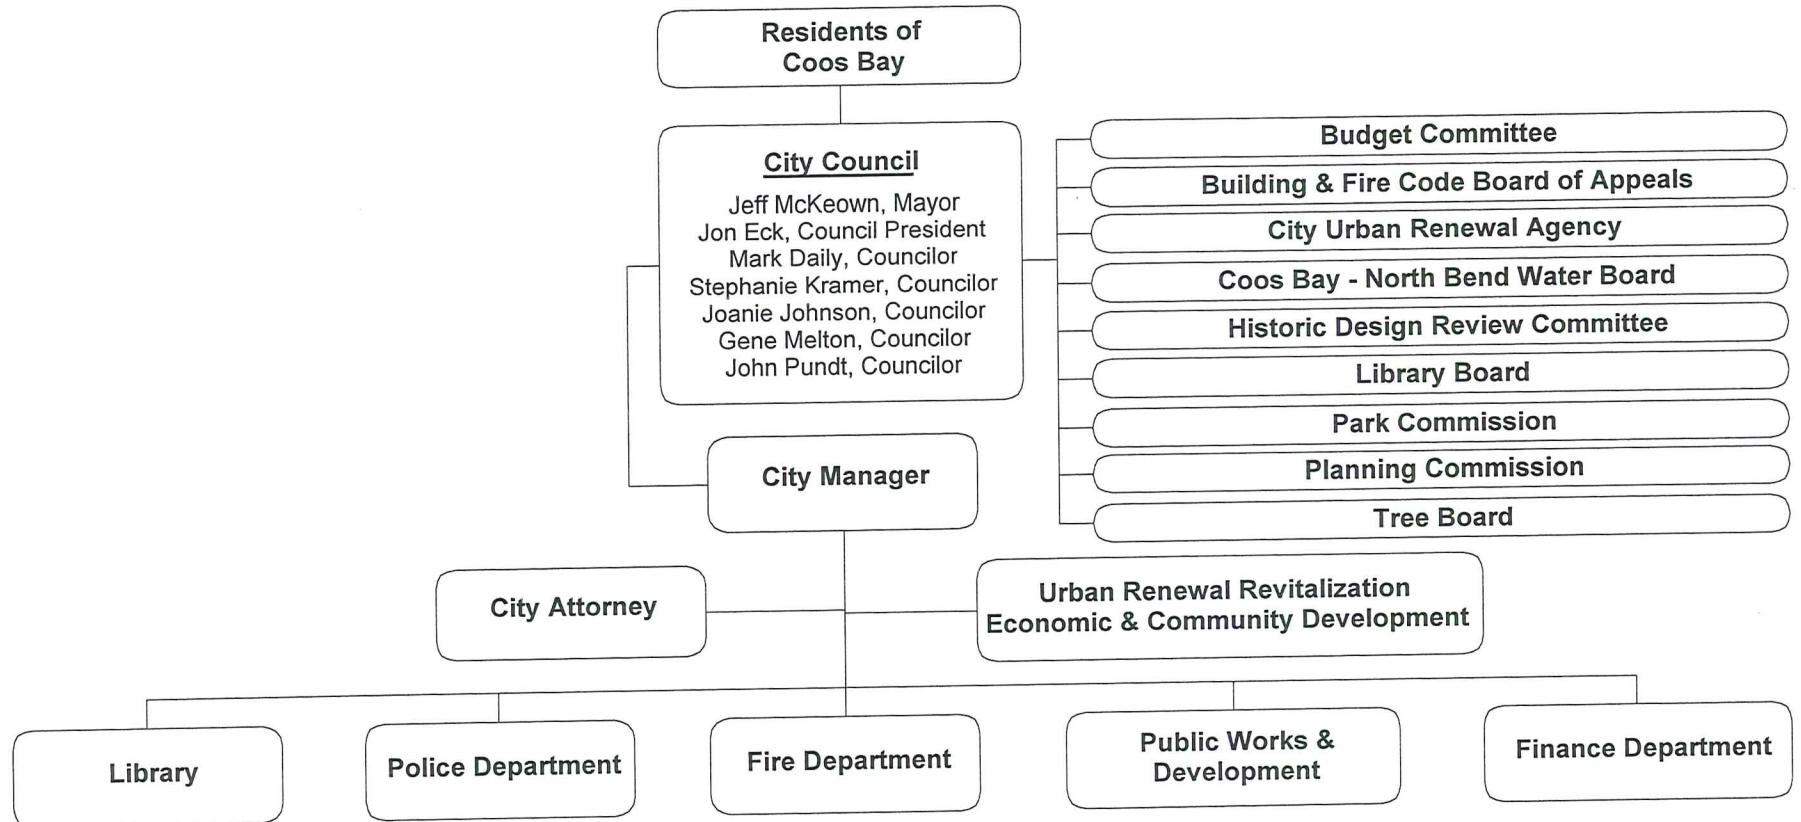 Residents of
Coos Bay
City Council
Jeff McKeown, Mayor
Jon Eck, Council President
Mark Daily, Councilor
Stephanie Kramer, Councilor
Joanie Johnson, Councilor
Gene Melton, Councilor
John Pundt, Councilor
Budget Committee
Building & Fire Code Board of Appeals
City Urban Renewal Agency
Coos Bay - North Bend Water Board
Historic Design Review Committee
Library Board
Park Commission
Planning Commission
Tree Board
City Manager
City Attorney
Urban Renewal Revitalization
Economic & Community Development
Library
Police Department
Fire Department
Public Works &
Development
Finance Department